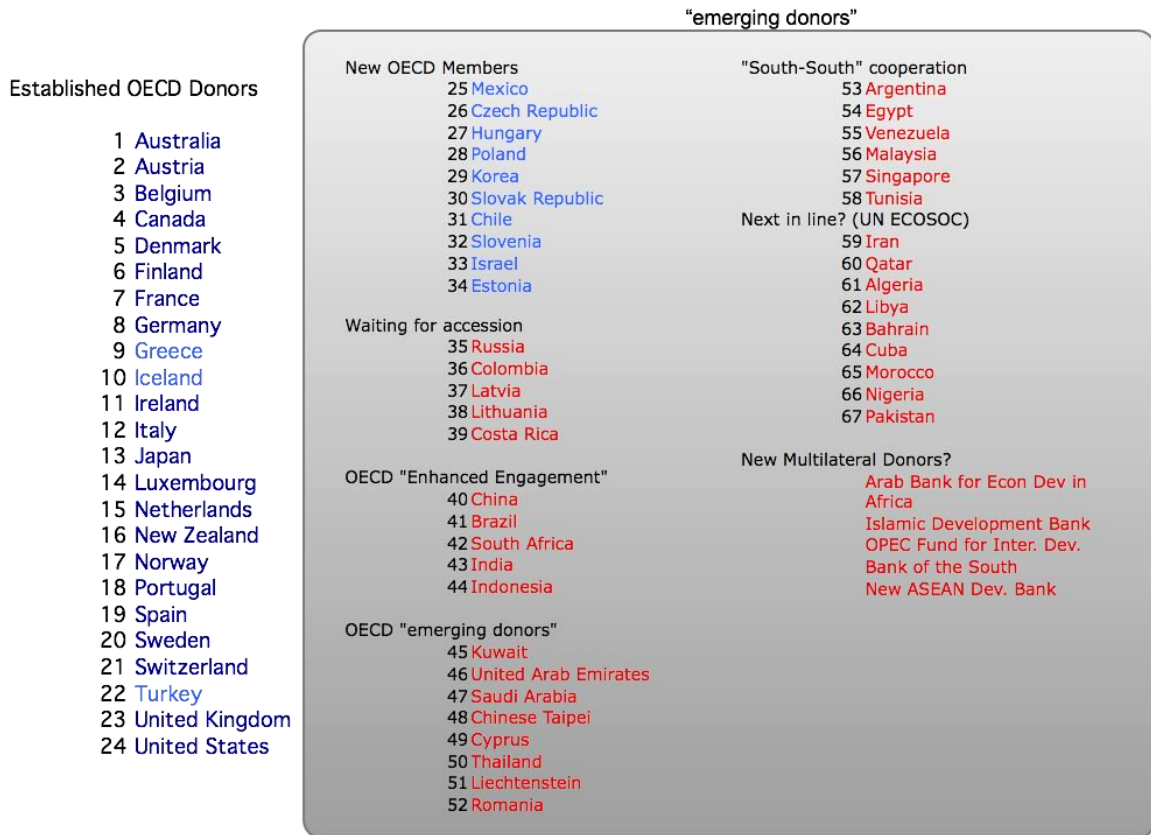 “emerging donors”
Established OECD Donors
1 Australia
2 Austria
3 Belgium
4 Canada
5 Denmark
6 Finland
7 France
8 Germany
9 Greece
10 Iceland
11 Ireland
12 Italy
13 Japan
14 Luxembourg
15 Netherlands
16 New Zealand
17 Norway
18 Portugal
19 Spain
20 Sweden
21 Switzerland
22 Turkey
23 United Kingdom
24 United States
New OECD Members
25 Mexico
26 Czech Republic
27 Hungary
28 Poland
29 Korea
30 Slovak Republic
31 Chile
32 Slovenia
33 Israel
34 Estonia
Waiting for accession
35 Russia
36 Colombia
37 Latvia
38 Lithuania
39 Costa Rica
OECD "Enhanced Engagement"
40 China
41 Brazil
42 South Africa
43 India
44 Indonesia
OECD "emerging donors"
45 Kuwait
46 United Arab Emirates
47 Saudi Arabia
48 Chinese Taipei
49 Cyprus
50 Thailand
51 Liechtenstein
52 Romania
"South-South" cooperation
53 Argentina
54 Egypt
55 Venezuela
56 Malaysia
57 Singapore
58 Tunisia
Next in line? (UN ECOSOC)
59 Iran
60 Qatar
61 Algeria
62 Libya
63 Bahrain
64 Cuba
65 Morocco
66 Nigeria
67 Pakistan
New Multilateral Donors?
Arab Bank for Econ Dev in
Africa
Islamic Development Bank
OPEC Fund for Inter. Dev.
Bank of the South
New ASEAN Dev. Bank